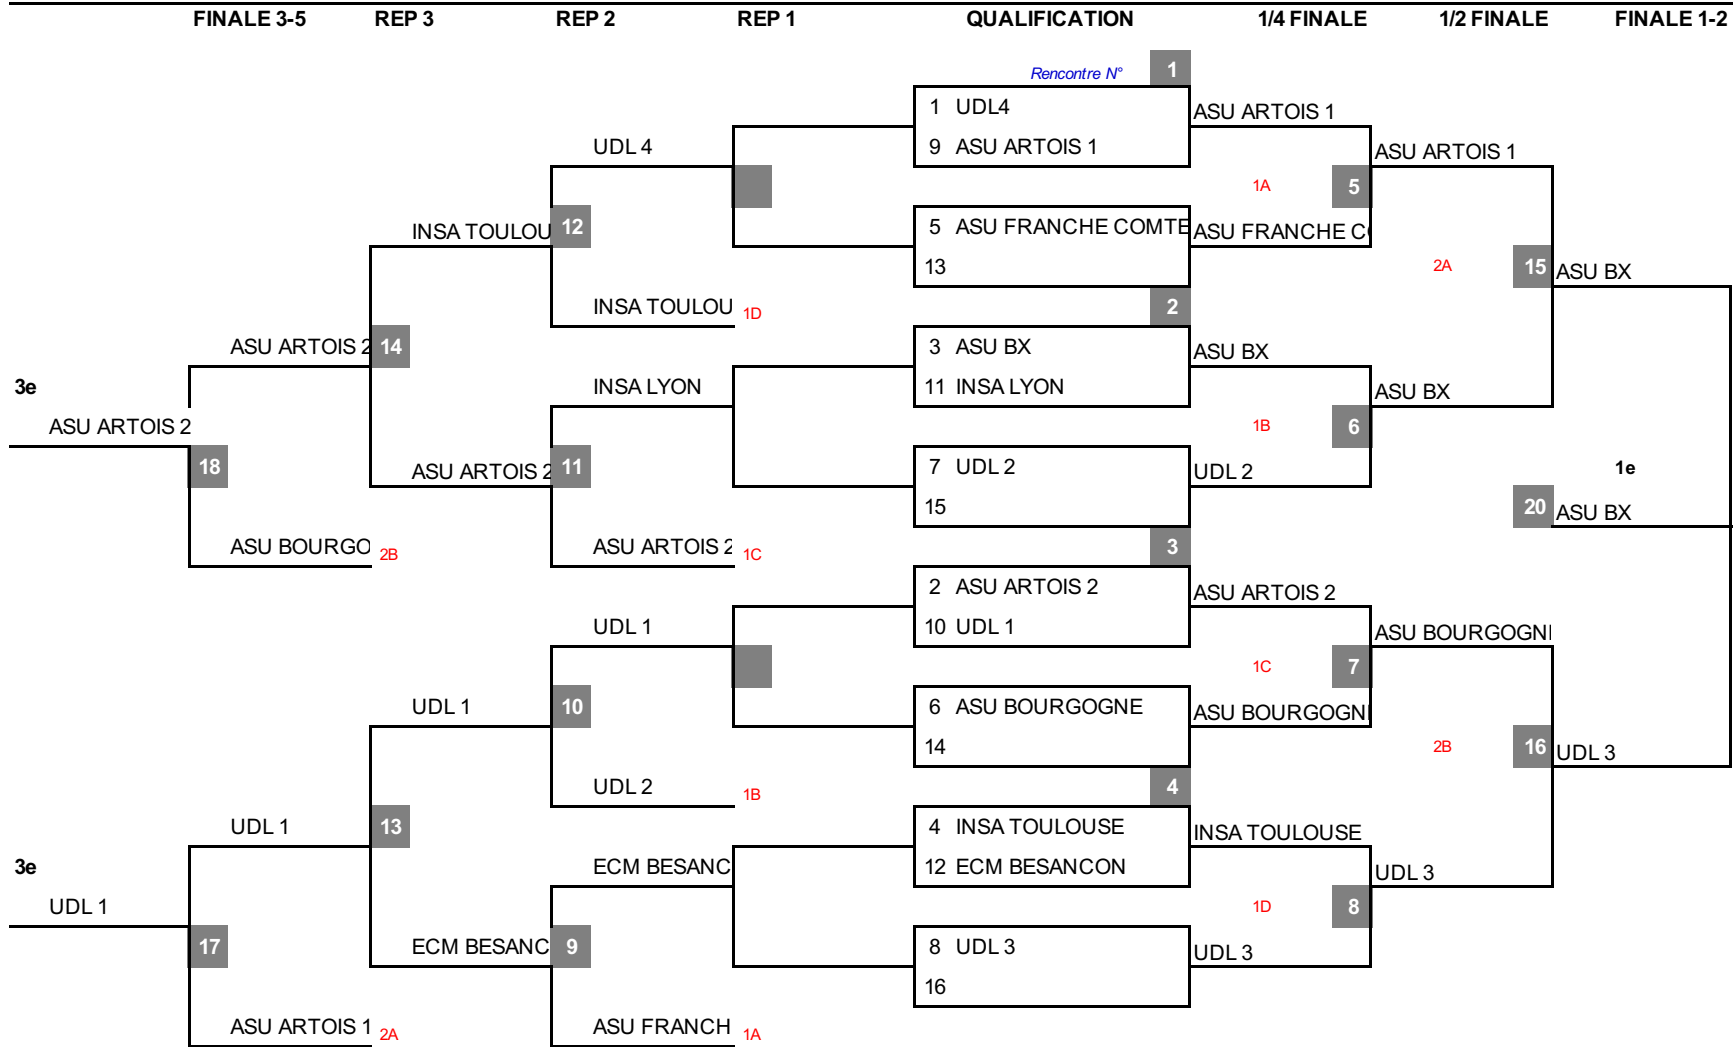 FINALE 3-5 REP 3 REP 2 REP 1 QUALIFICATION 1/4 FINALE 1/2 FINALE FINALE 1-2
Rencontre N° 1
1 UDL4 ASU ARTOIS 1
UDL 4 9 ASU ARTOIS 1 ASU ARTOIS 1
1A 5
INSA TOULOU 12 5 ASU FRANCHE COMTE ASU FRANCHE C
13 2A 15 ASU BX
INSA TOULOU 1D 2
ASU ARTOIS 2 14 3 ASU BX ASU BX
3e INSA LYON 11 INSA LYON ASU BX
ASU ARTOIS 2 1B 6
18 ASU ARTOIS 2 11 7 UDL 2 UDL 2 1e
15 20 ASU BX
ASU BOURGO 2B ASU ARTOIS 2 1C 3
2 ASU ARTOIS 2 ASU ARTOIS 2
UDL 1 10 UDL 1 ASU BOURGOGN
1C 7
UDL 1 10 6 ASU BOURGOGNE ASU BOURGOGN
14 2B 16 UDL 3
UDL 2 1B 4
UDL 1 13 4 INSA TOULOUSE INSA TOULOUSE
3e ECM BESANC 12 ECM BESANCON UDL 3
UDL 1 1D 8
17 ECM BESANC 9 8 UDL 3 UDL 3
16
ASU ARTOIS 1 2A ASU FRANCH 1A